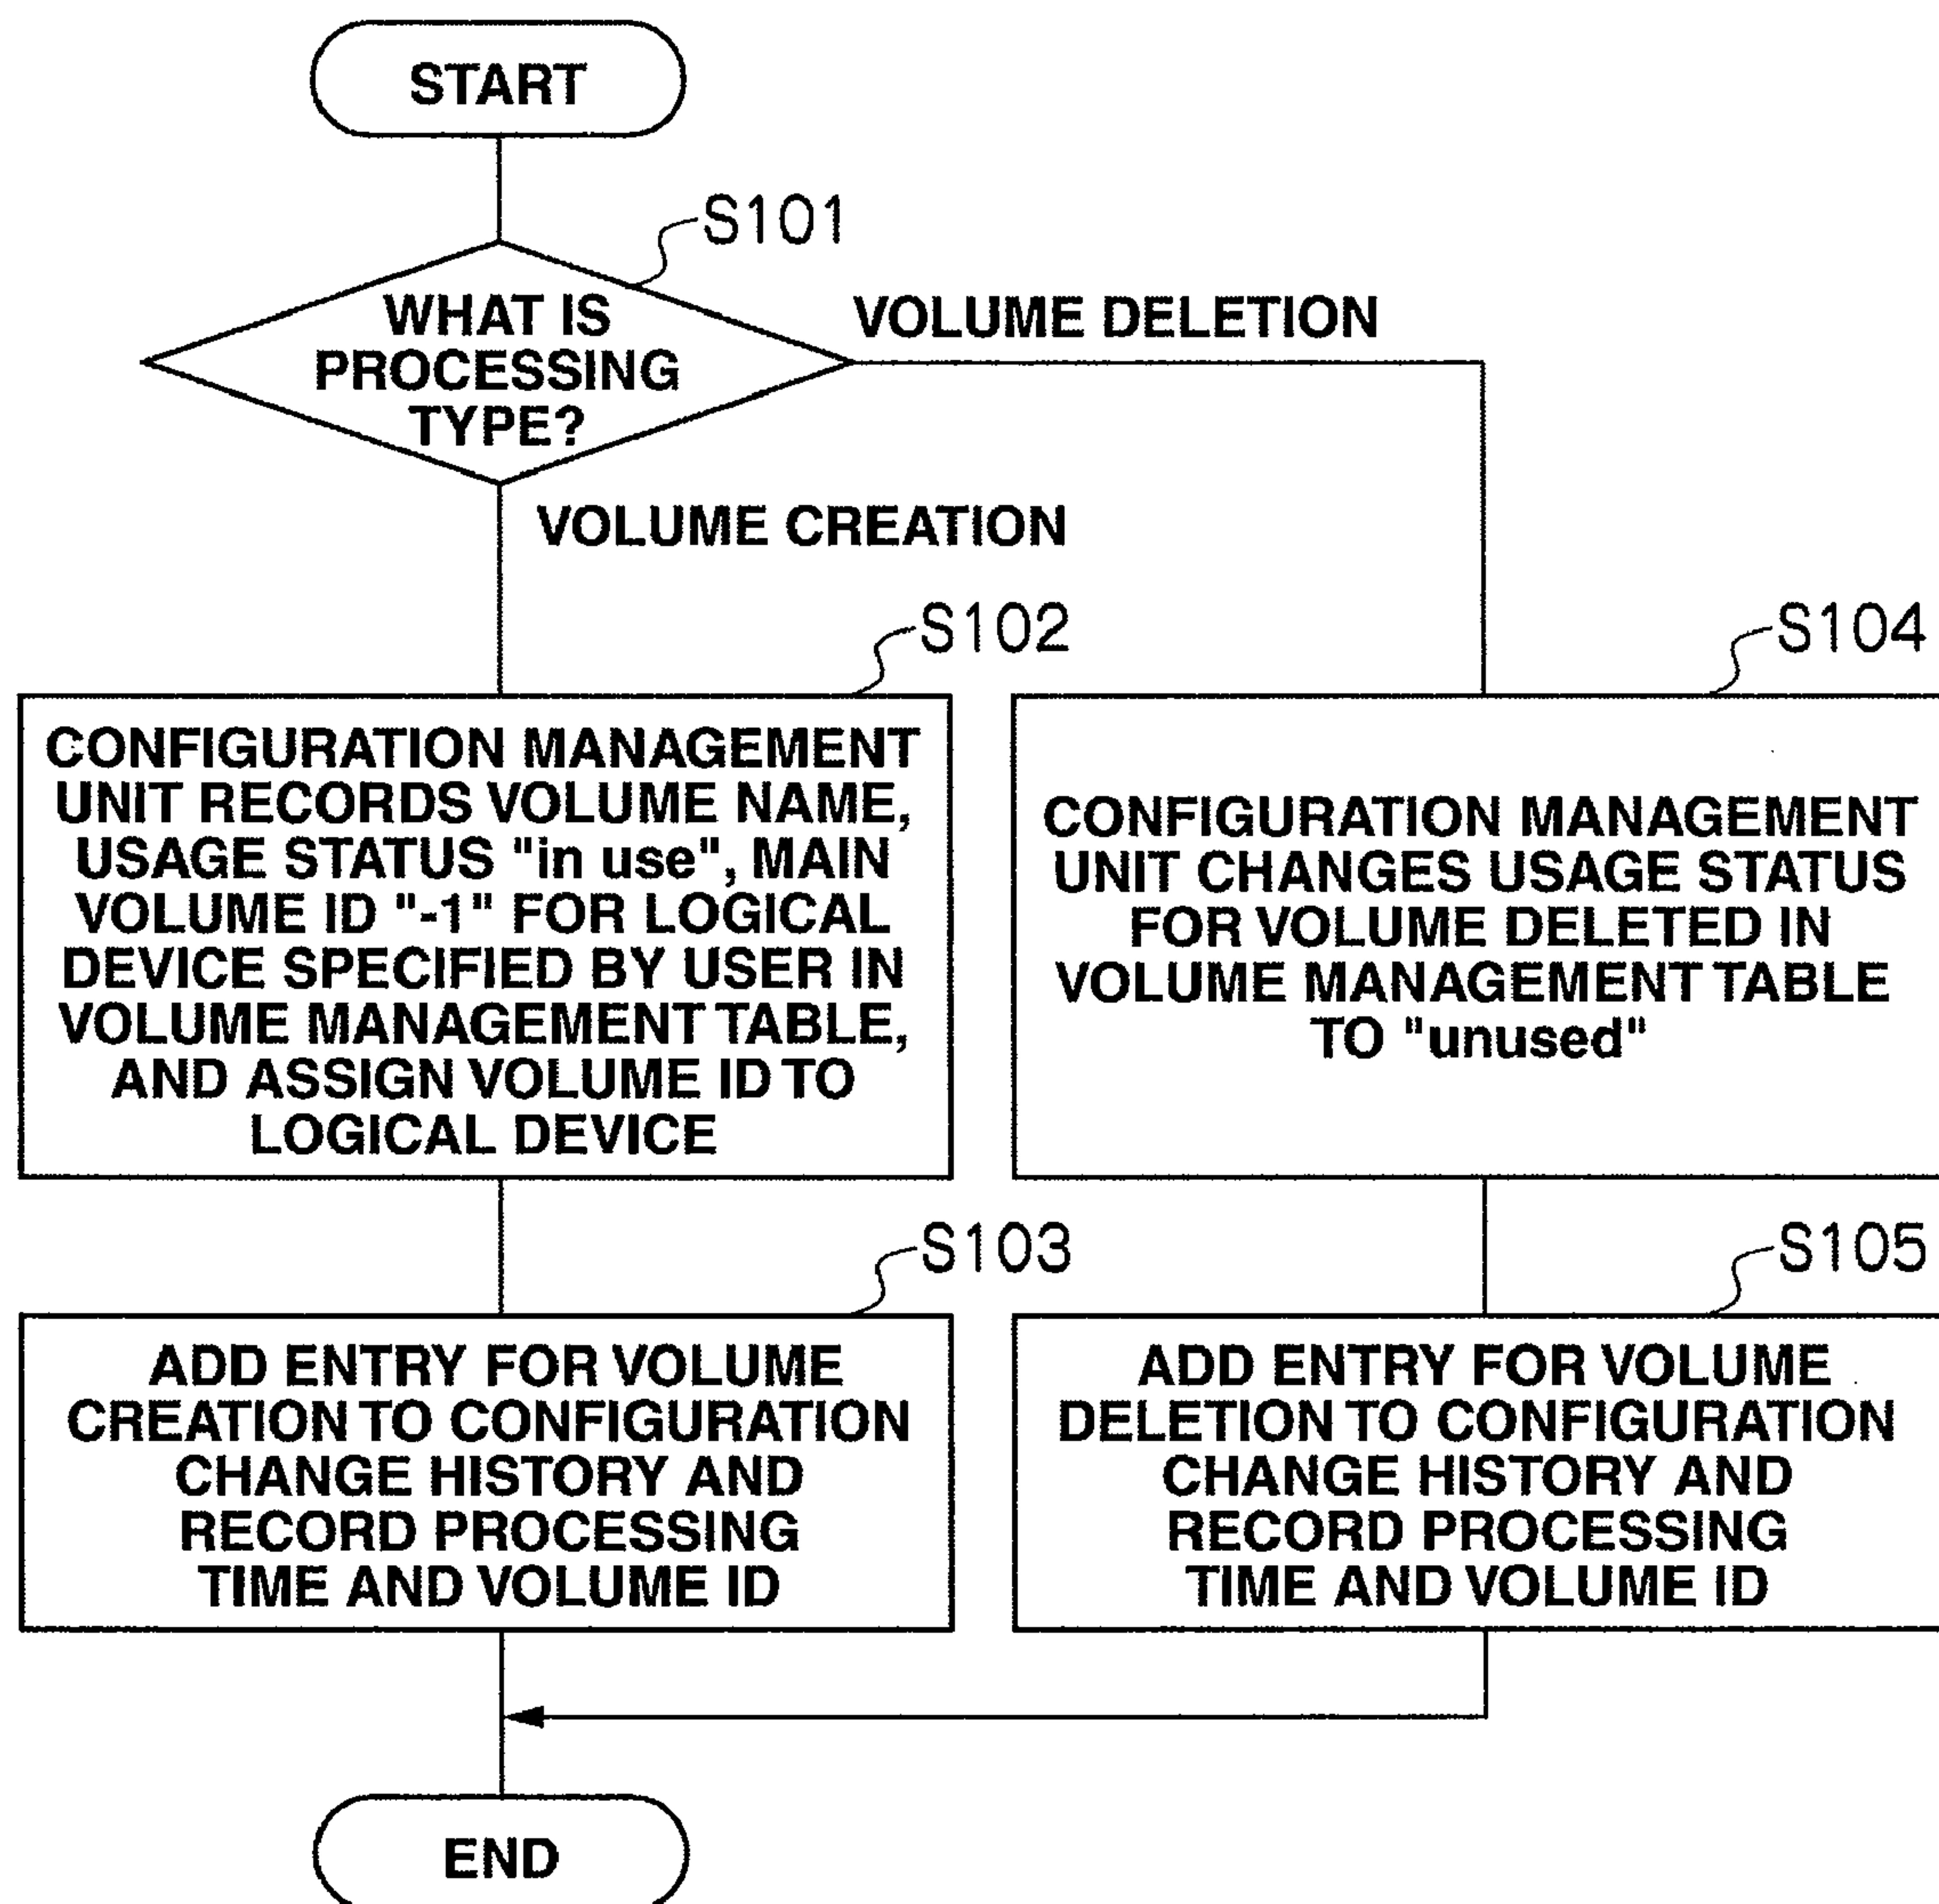 START
S101
WHAT IS
PROCESSING
TYPE?
VOLUME DELETION
VOLUME CREATION
S102
CONFIGURATION MANAGEMENT
UNIT RECORDS VOLUME NAME,
USAGE STATUS "in use", MAIN
VOLUME ID "-1" FOR LOGICAL
DEVICE SPECIFIED BY USER IN
VOLUME MANAGEMENT TABLE,
AND ASSIGN VOLUME ID TO
LOGICAL DEVICE
S104
CONFIGURATION MANAGEMENT
UNIT CHANGES USAGE STATUS
FOR VOLUME DELETED IN
VOLUME MANAGEMENT TABLE
TO "unused"
S103
ADD ENTRY FOR VOLUME
CREATION TO CONFIGURATION
CHANGE HISTORY AND
RECORD PROCESSING
TIME AND VOLUME ID
S105
ADD ENTRY FOR VOLUME
DELETION TO CONFIGURATION
CHANGE HISTORY AND
RECORD PROCESSING
TIME AND VOLUME ID
END